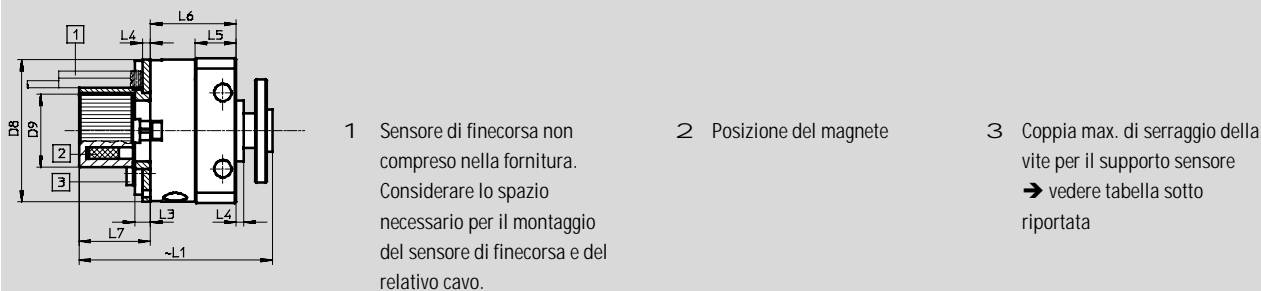 L6
1
L4
L5
D8
D9
2
3
L3
L4
L7
~L1
1 Sensore di finecorsa non
compreso nella fornitura.
Considerare lo spazio
necessario per il montaggio
del sensore di finecorsa e del
relativo cavo.
2 Posizione del magnete
3 Coppia max. di serraggio della
vite per il supporto sensore
➔ vedere tabella sotto
riportata